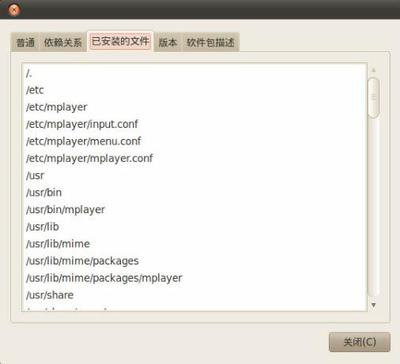 普通 依赖关系 已安装的文件 版本 软件包描述
/.
/etc
/etc/mplayer
/etc/mplayer/input.conf
/etc/mplayer/menu.conf
/etc/mplayer/mplayer.conf
/usr
/usr/bin
/usr/bin/mplayer
/usr/lib
/usr/lib/mime
/usr/lib/mime/packages
/usr/lib/mime/packages/mplayer
/usr/share
关闭(C)